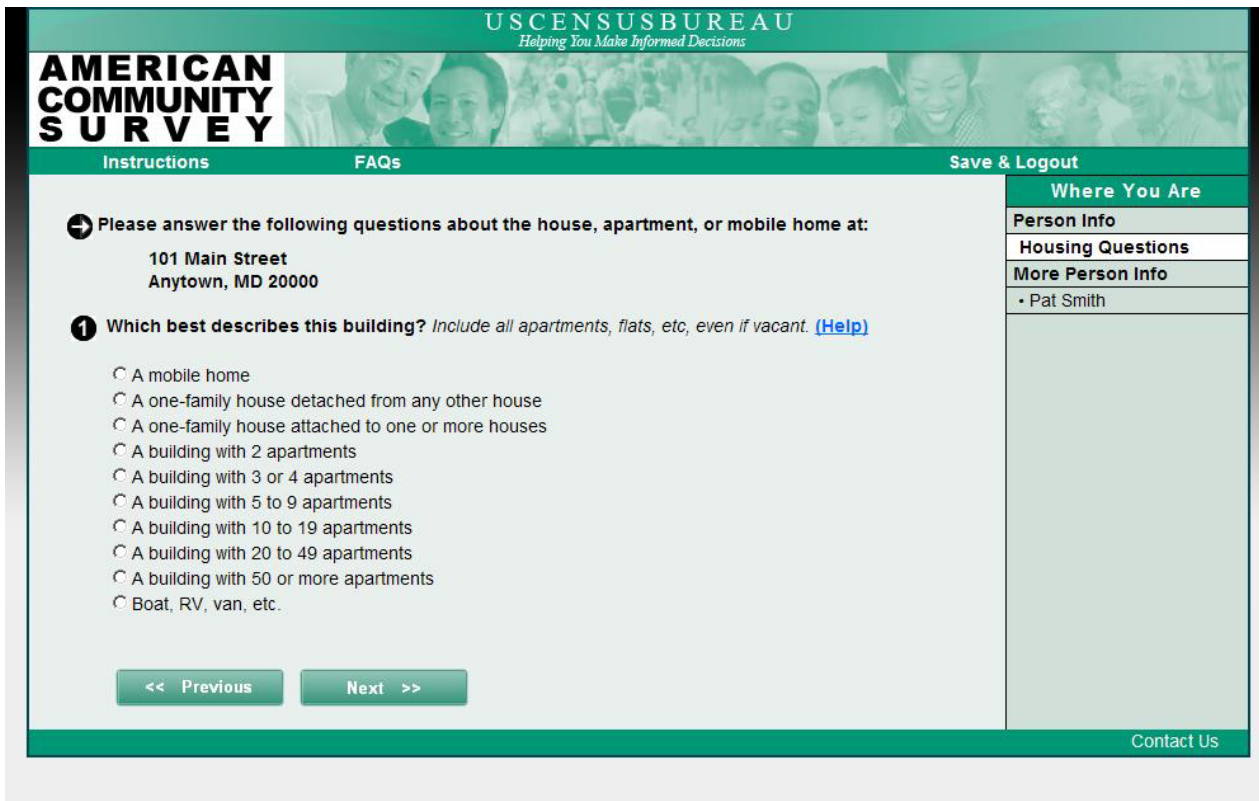 USCENSUSBUREAU
Helping You Make Informed Decisions
AMERICAN
COMMUNITY
SURVEY
Instructions FAQs Save & Logout
Please answer the following questions about the house, apartment, or mobile home at:
101 Main Street
Anytown, MD 20000
1 Which best describes this building? Include all apartments, flats, etc, even if vacant. (Help)
A mobile home
A one-family house detached from any other house
A one-family house attached to one or more houses
A building with 2 apartments
A building with 3 or 4 apartments
A building with 5 to 9 apartments
A building with 10 to 19 apartments
A building with 20 to 49 apartments
A building with 50 or more apartments
Boat, RV, van, etc.
<< Previous Next >>
Where You Are
Person Info
Housing Questions
More Person Info
• Pat Smith
Contact Us